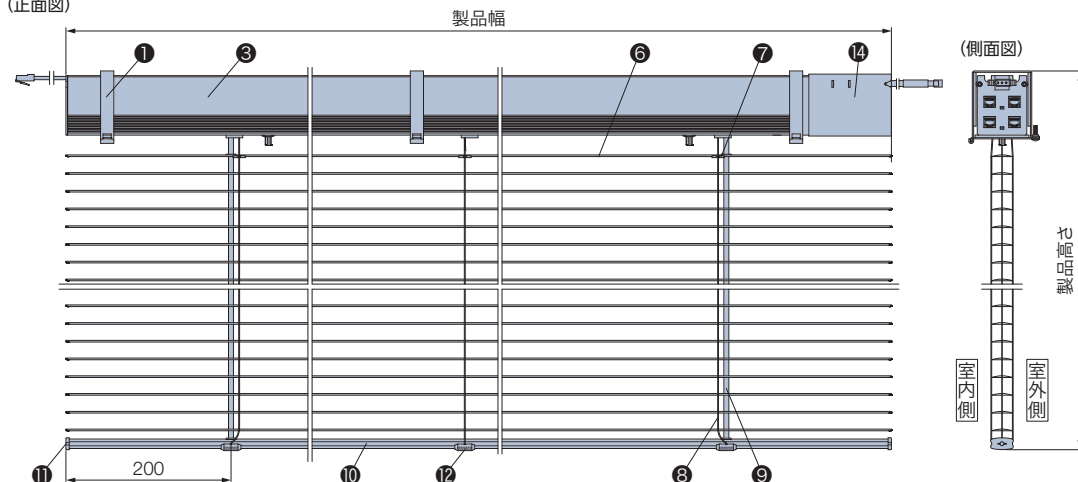 (正面図)
製品幅
❶
❸
❻
❼
⓮
(側面図)
製品高さ
室内側
室外側
⓫
200
❿
⓬
❽
❾